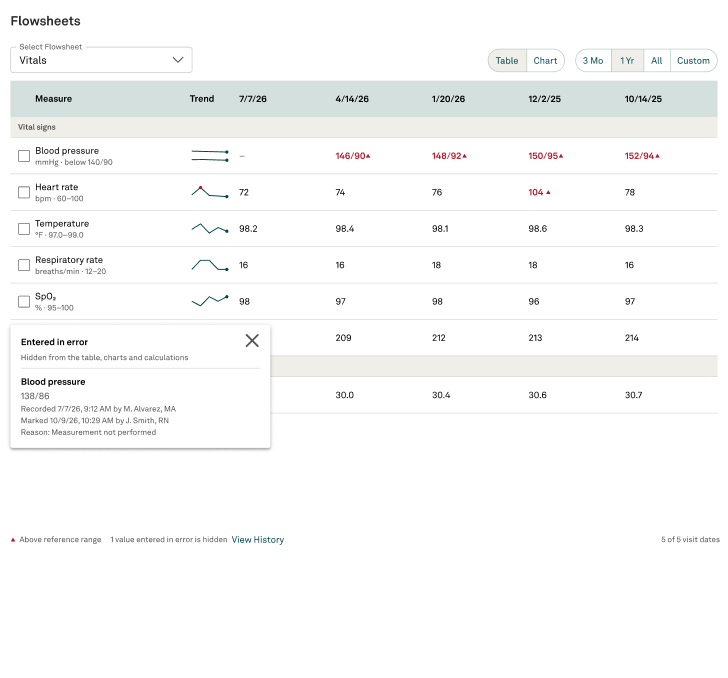 Flowsheets
Select Flowsheet
Vitals
Table Chart 3 Mo 1 Yr All Custom
Measure Trend 7/7/26 4/14/26 1/20/26 12/2/25 10/14/25
Vital signs
Blood pressure
mmHg · below 140/90
– 146/90▲ 148/92▲ 150/95▲ 152/94▲
Heart rate
bpm · 60–100
72 74 76 104 ▲ 78
Temperature
°F · 97.0–99.0
98.2 98.4 98.1 98.6 98.3
Respiratory rate
breaths/min · 12–20
16 16 18 18 16
SpO₂
% · 95–100
98 97 98 96 97
209 212 213 214
30.0 30.4 30.6 30.7
Entered in error
Hidden from the table, charts and calculations
Blood pressure
138/86
Recorded 7/7/26, 9:12 AM by M. Alvarez, MA
Marked 10/9/26, 10:29 AM by J. Smith, RN
Reason: Measurement not performed
▲ Above reference range 1 value entered in error is hidden View History 5 of 5 visit dates